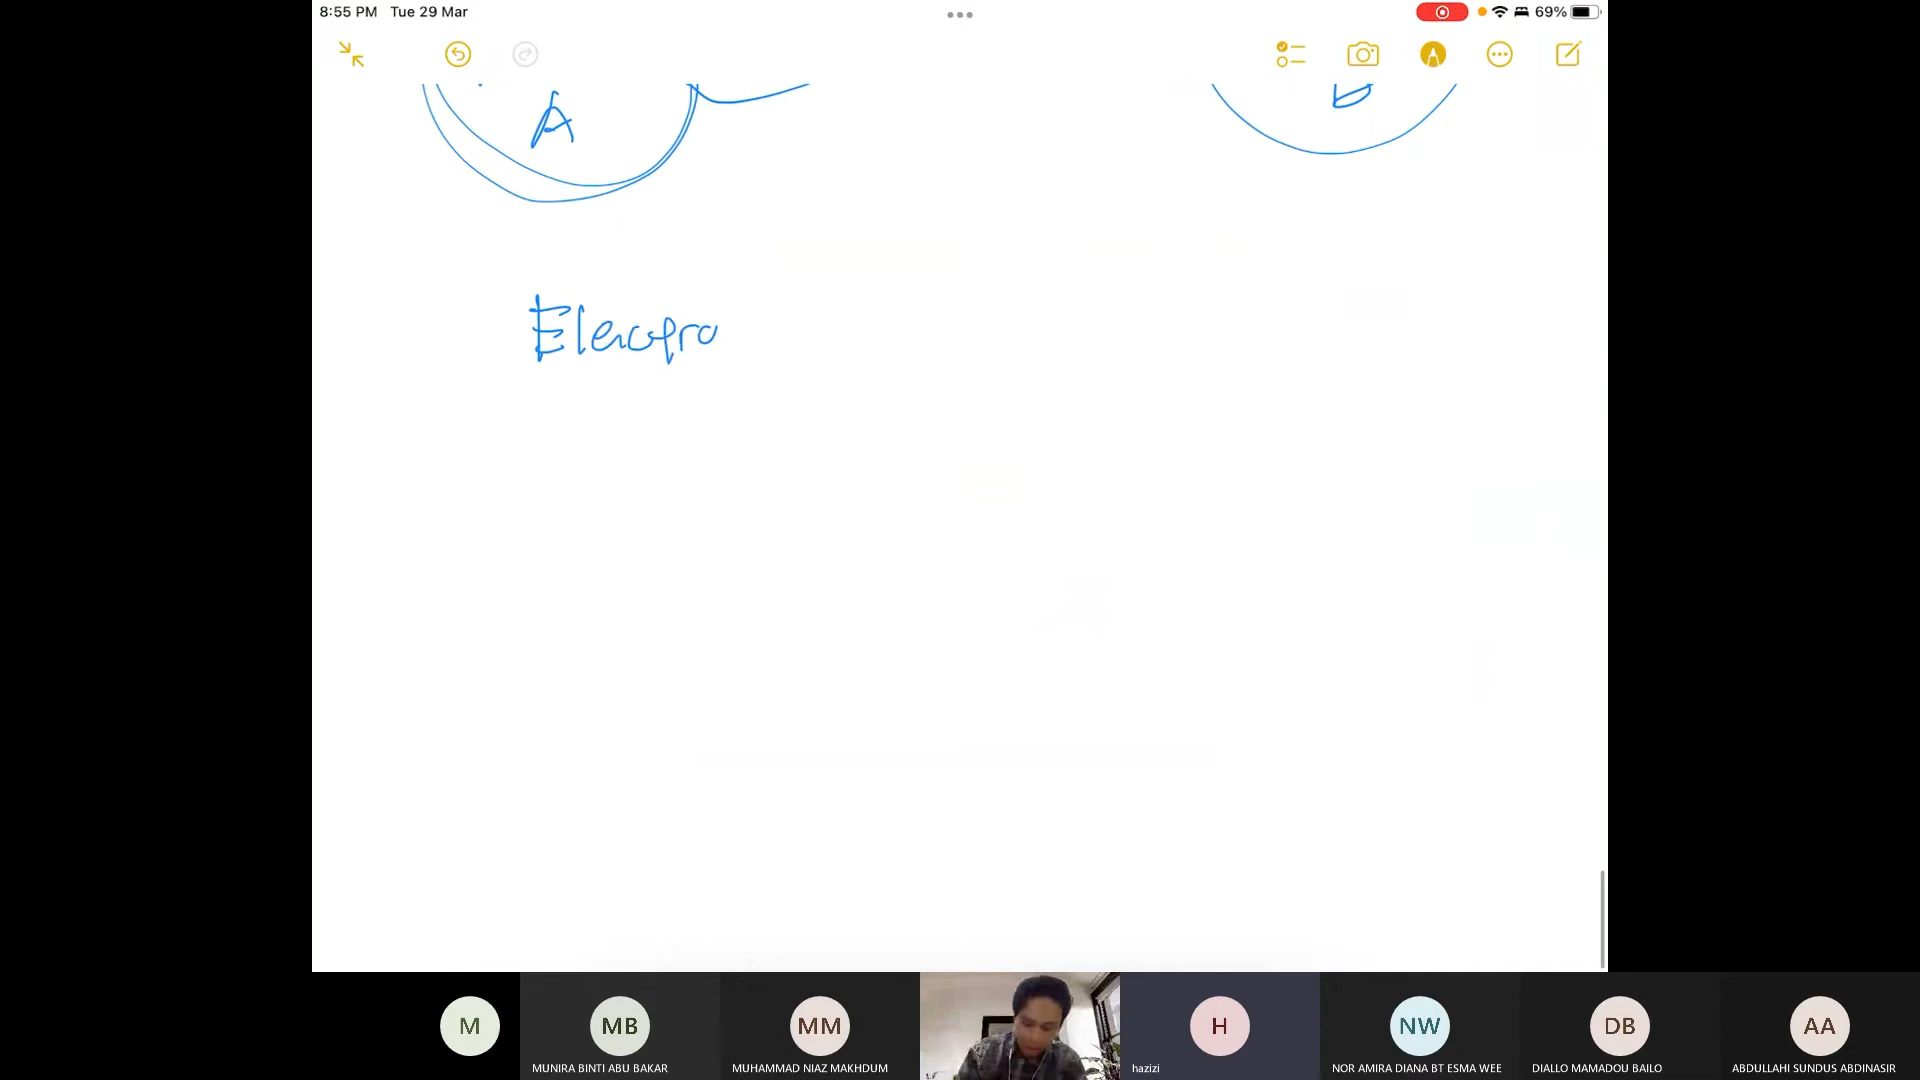 8:55 PM Tue 29 Mar
69%
A
B
Electro
M
MB
MM
H
NW
DB
AA
MUNIRA BINTI ABU BAKAR
MUHAMMAD NIAZ MAKHDUM
hazizi
NOR AMIRA DIANA BT ESMA WEE
DIALLO MAMADOU BAILO
ABDULLAHI SUNDUS ABDINASIR